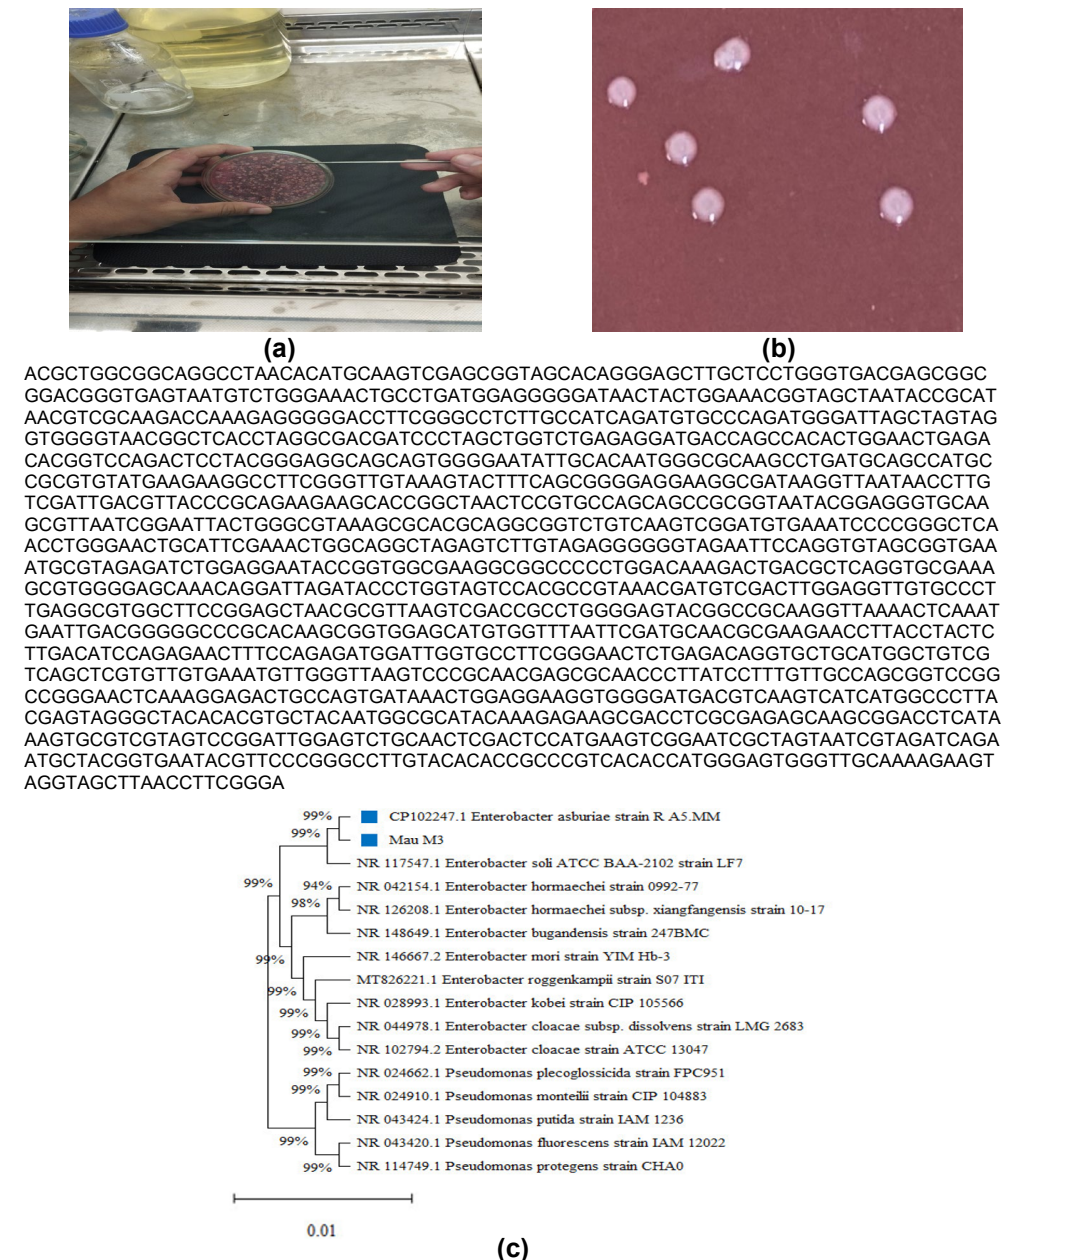 (a)
(b)
ACGCTGGCGGCAGGCCTAACACATGCAAGTCGAGCGGTAGCACAGGGAGCTTGCTCCTGGGTGACGAGCGGC
GGACGGGTGAGTAATGTCTGGGAAACTGCCTGATGGAGGGGGATAACTACTGGAAACGGTAGCTAATACCGCAT
AACGTCGCAAGACCAAAGAGGGGGACCTTCGGGCCTCTTGCCATCAGATGTGCCCAGATGGGATTAGCTAGTAG
GTGGGGTAACGGCTCACCTAGGCGACGATCCCTAGCTGGTCTGAGAGGATGACCAGCCACACTGGAACTGAGA
CACGGTCCAGACTCCTACGGGAGGCAGCAGTGGGGAATATTGCACAATGGGCGCAAGCCTGATGCAGCCATGC
CGCGTGTATGAAGAAGGCCTTCGGGTTGTAAAGTACTTTCAGCGGGGAGGAAGGCGATAAGGTTAATAACCTTG
TCGATTGACGTTACCCGCAGAAGAAGCACCGGCTAACTCCGTGCCAGCAGCCGCGGTAATACGGAGGGTGCAA
GCGTTAATCGGAATTACTGGGCGTAAAGCGCACGCAGGCGGTCTGTCAAGTCGGATGTGAAATCCCCGGGCTCA
ACCTGGGAACTGCATTCGAAACTGGCAGGCTAGAGTCTTGTAGAGGGGGGTAGAATTCCAGGTGTAGCGGTGAA
ATGCGTAGAGATCTGGAGGAATACCGGTGGCGAAGGCGGCCCCCTGGACAAAGACTGACGCTCAGGTGCGAAA
GCGTGGGGAGCAAACAGGATTAGATACCCTGGTAGTCCACGCCGTAAACGATGTCGACTTGGAGGTTGTGCCCT
TGAGGCGTGGCTTCCGGAGCTAACGCGTTAAGTCGACCGCCTGGGGAGTACGGCCGCAAGGTTAAAACTCAAAT
GAATTGACGGGGGCCCGCACAAGCGGTGGAGCATGTGGTTTAATTCGATGCAACGCGAAGAACCTTACCTACTC
TTGACATCCAGAGAACTTTCCAGAGATGGATTGGTGCCTTCGGGAACTCTGAGACAGGTGCTGCATGGCTGTCG
TCAGCTCGTGTTGTGAAATGTTGGGTTAAGTCCCGCAACGAGCGCAACCCTTATCCTTTGTTGCCAGCGGTCCGG
CCGGGAACTCAAAGGAGACTGCCAGTGATAAACTGGAGGAAGGTGGGGATGACGTCAAGTCATCATGGCCCTTA
CGAGTAGGGCTACACACGTGCTACAATGGCGCATACAAAGAGAAGCGACCTCGCGAGAGCAAGCGGACCTCATA
AAGTGCGTCGTAGTCCGGATTGGAGTCTGCAACTCGACTCCATGAAGTCGGAATCGCTAGTAATCGTAGATCAGA
ATGCTACGGTGAATACGTTCCCGGGCCTTGTACACACCGCCCGTCACACCATGGGAGTGGGTTGCAAAAGAAGT
AGGTAGCTTAACCTTCGGGA
99% CP102247.1 Enterobacter asburiae strain R A5.MM
99% Mau M3
NR 117547.1 Enterobacter soli ATCC BAA-2102 strain LF7
99% 94% NR 042154.1 Enterobacter hormaechei strain 0992-77
98% NR 126208.1 Enterobacter hormaechei subsp. xiangfangensis strain 10-17
NR 148649.1 Enterobacter bugandensis strain 247BMC
99% NR 146667.2 Enterobacter mori strain YIM Hb-3
99% MT826221.1 Enterobacter roggenkampii strain S07 ITI
99% NR 028993.1 Enterobacter kobei strain CIP 105566
99% NR 044978.1 Enterobacter cloacae subsp. dissolvens strain LMG 2683
99% NR 102794.2 Enterobacter cloacae strain ATCC 13047
99% NR 024662.1 Pseudomonas plecoglossicida strain FPC951
99% NR 024910.1 Pseudomonas monteilii strain CIP 104883
NR 043424.1 Pseudomonas putida strain IAM 1236
99% NR 043420.1 Pseudomonas fluorescens strain IAM 12022
99% NR 114749.1 Pseudomonas protegens strain CHA0
0.01
(c)